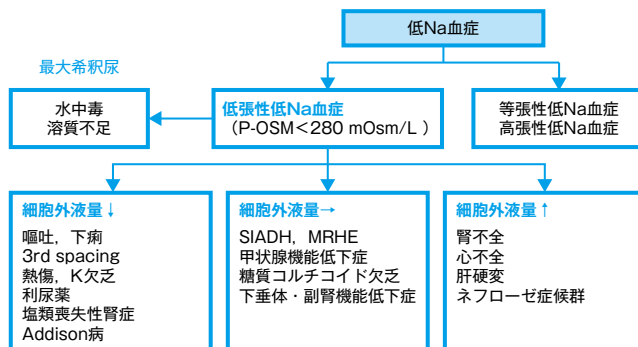 低Na血症
最大希釈尿
水中毒
溶質不足
低張性低Na血症
（P-OSM＜280 mOsm/L ）
等張性低Na血症
高張性低Na血症
細胞外液量↓
嘔吐，下痢
3rd spacing
熱傷，K欠乏
利尿薬
塩類喪失性腎症
Addison病
細胞外液量→
SIADH，MRHE
甲状腺機能低下症
糖質コルチコイド欠乏
下垂体・副腎機能低下症
細胞外液量↑
腎不全
心不全
肝硬変
ネフローゼ症候群